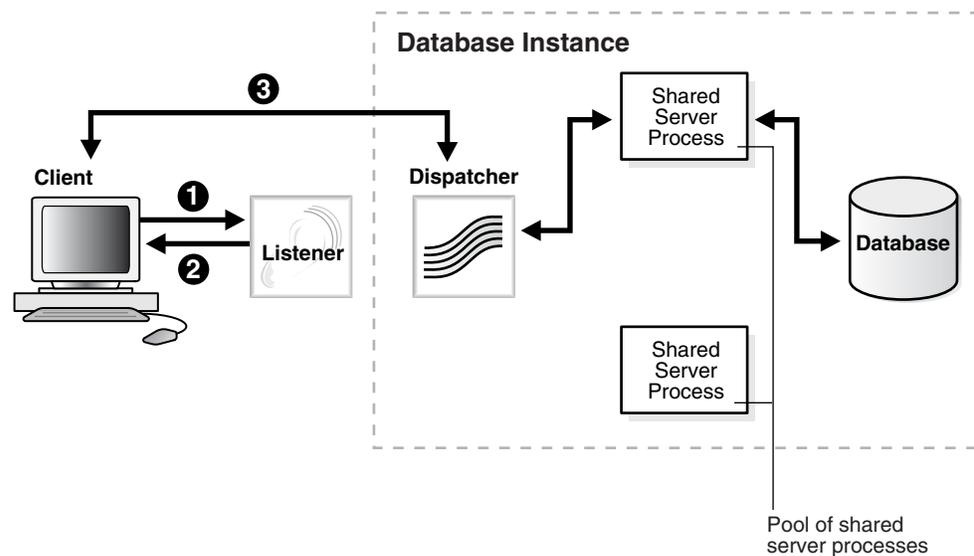 Database Instance
3
Shared
Server
Process
Client
Dispatcher
1
Listener
Database
2
Shared
Server
Process
Pool of shared
server processes